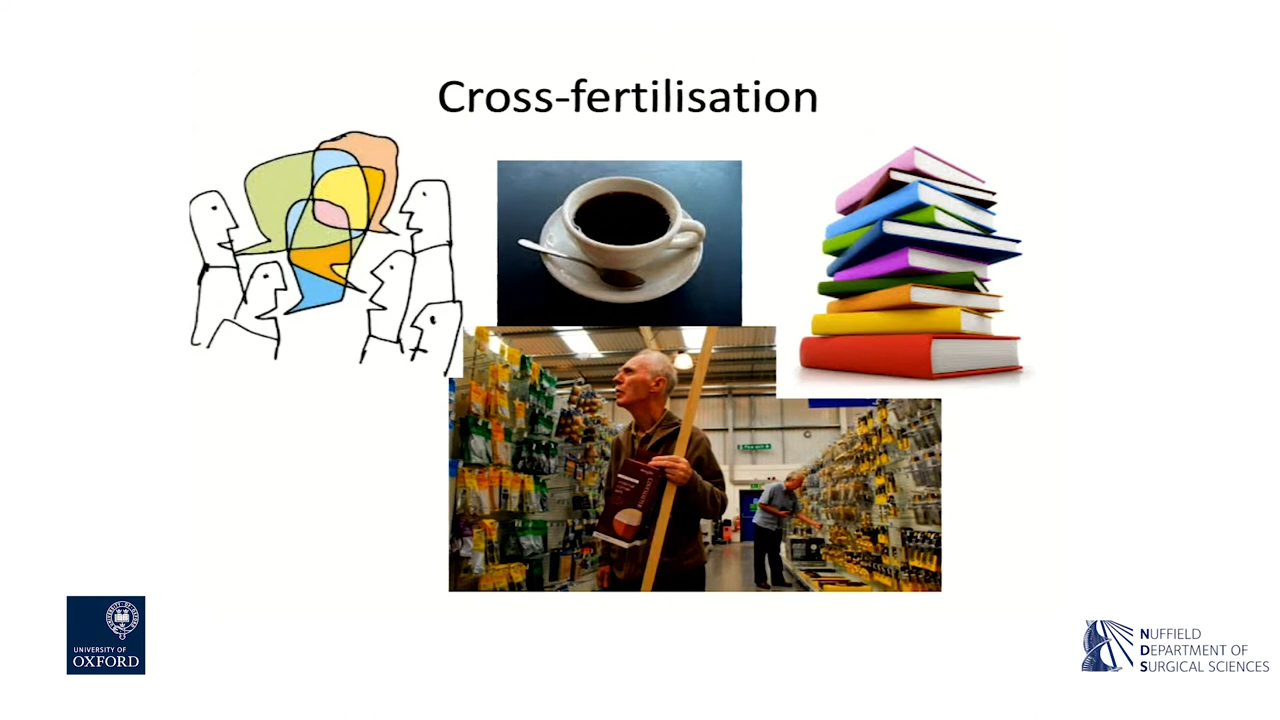 Cross-fertilisation
UNIVERSITY OF
OXFORD
NUFFIELD
DEPARTMENT OF
SURGICAL SCIENCES